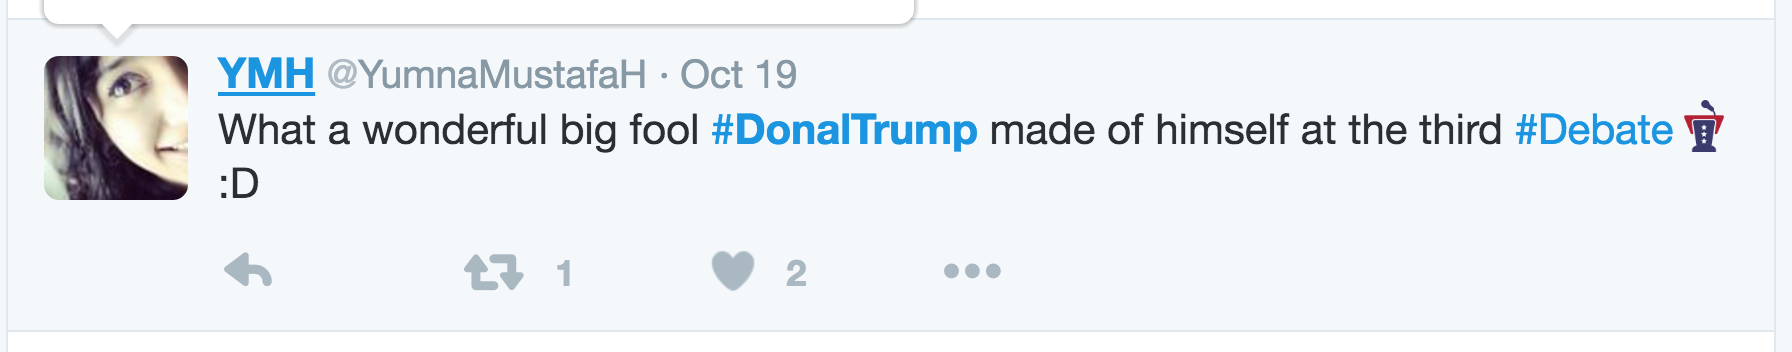 YMH @YumnaMustafaH · Oct 19
What a wonderful big fool #DonalTrump made of himself at the third #Debate
:D
1 2